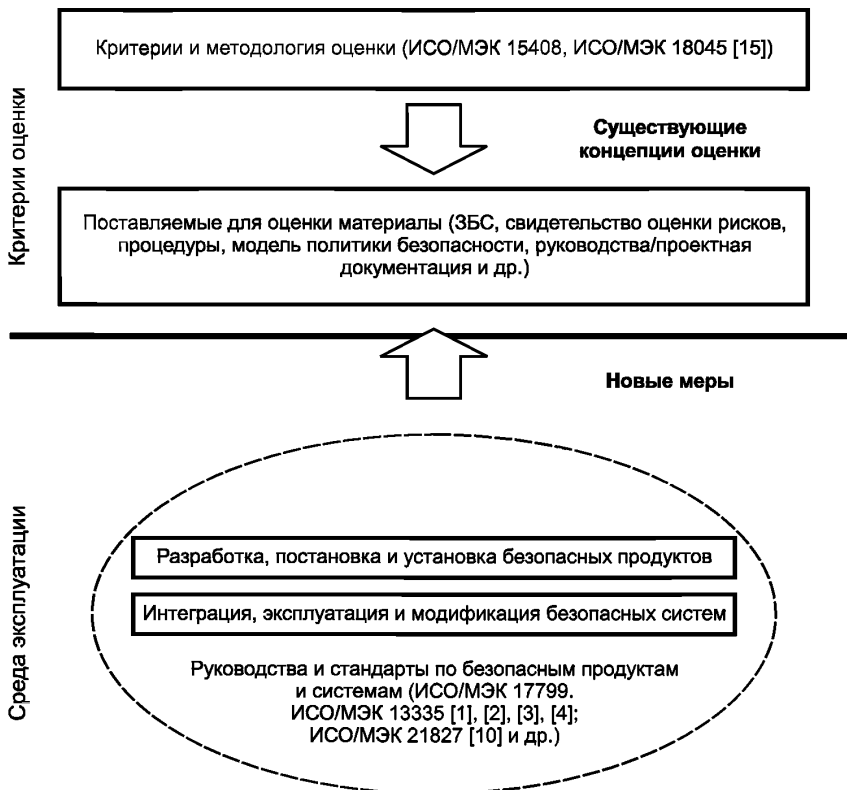 Критерии и методология оценки (ИСО/МЭК 15408, ИСО/МЭК 18045 [15])
Критерии оценки
Существующие
концепции оценки
Поставляемые для оценки материалы (ЗБС, свидетельство оценки рисков,
процедуры, модель политики безопасности, руководства/проектная
документация и др.)
Новые меры
Среда эксплуатации
Разработка, постановка и установка безопасных продуктов
Интеграция, эксплуатация и модификация безопасных систем
Руководства и стандарты по безопасным продуктам
и системам (ИСО/МЭК 17799.
ИСО/МЭК 13335 [1], [2], [3], [4];
ИСО/МЭК 21827 [10] и др.)